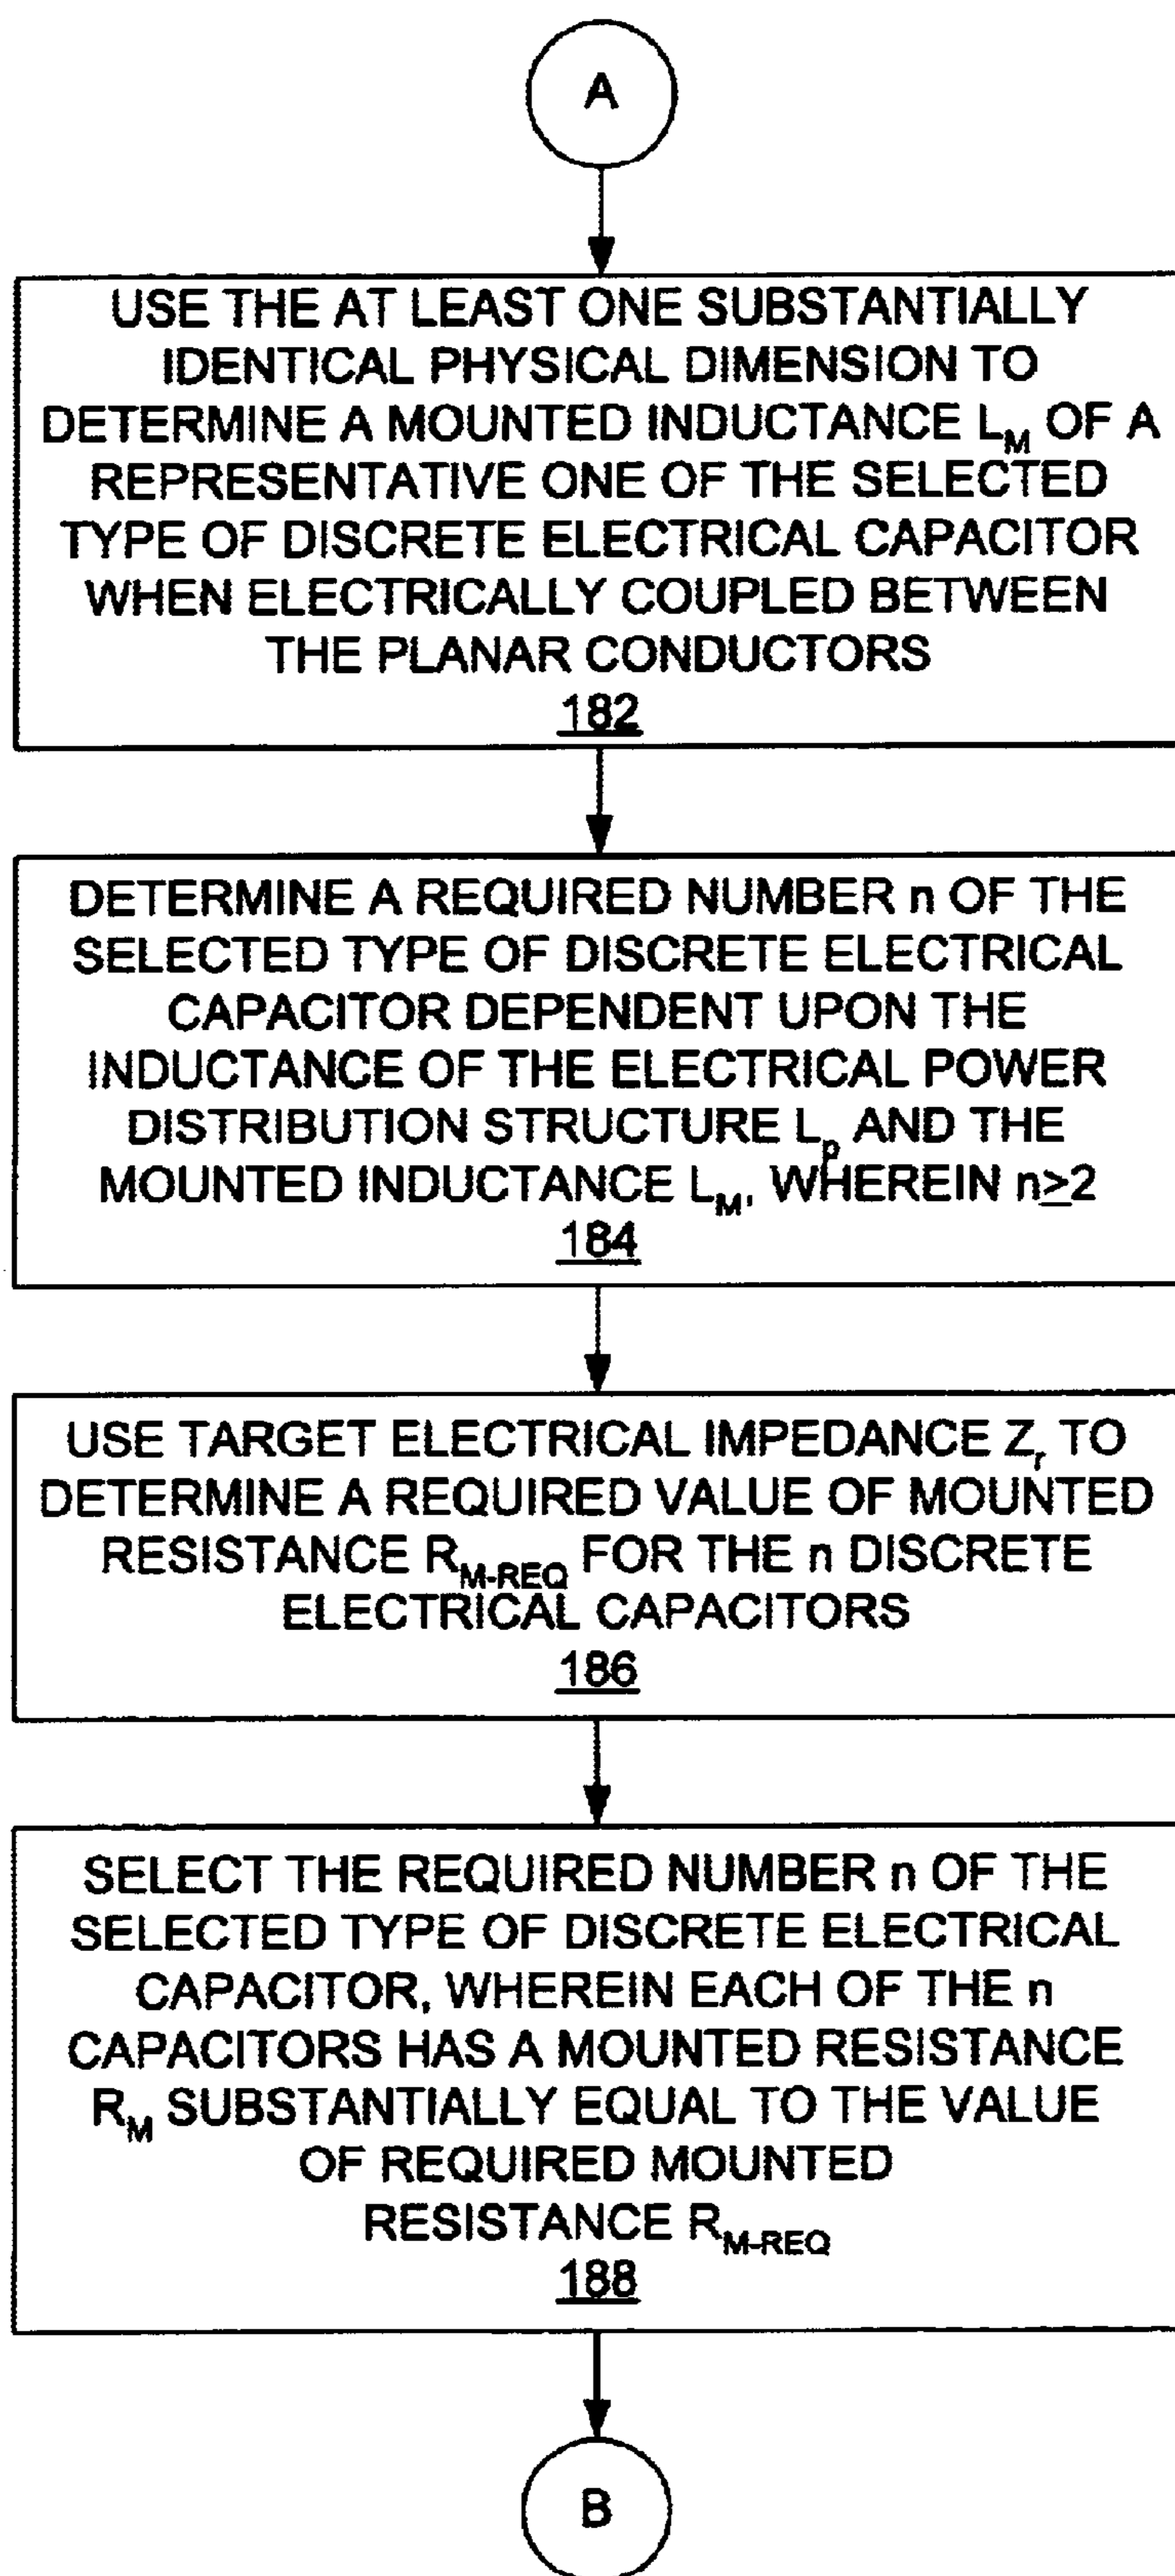 A
USE THE AT LEAST ONE SUBSTANTIALLY
IDENTICAL PHYSICAL DIMENSION TO
DETERMINE A MOUNTED INDUCTANCE LM OF A
REPRESENTATIVE ONE OF THE SELECTED
TYPE OF DISCRETE ELECTRICAL CAPACITOR
WHEN ELECTRICALLY COUPLED BETWEEN
THE PLANAR CONDUCTORS
182
DETERMINE A REQUIRED NUMBER n OF THE
SELECTED TYPE OF DISCRETE ELECTRICAL
CAPACITOR DEPENDENT UPON THE
INDUCTANCE OF THE ELECTRICAL POWER
DISTRIBUTION STRUCTURE Lp AND THE
MOUNTED INDUCTANCE LM, WHEREIN n≥2
184
USE TARGET ELECTRICAL IMPEDANCE Zr TO
DETERMINE A REQUIRED VALUE OF MOUNTED
RESISTANCE RM-REQ FOR THE n DISCRETE
ELECTRICAL CAPACITORS
186
SELECT THE REQUIRED NUMBER n OF THE
SELECTED TYPE OF DISCRETE ELECTRICAL
CAPACITOR, WHEREIN EACH OF THE n
CAPACITORS HAS A MOUNTED RESISTANCE
RM SUBSTANTIALLY EQUAL TO THE VALUE
OF REQUIRED MOUNTED
RESISTANCE RM-REQ
188
B